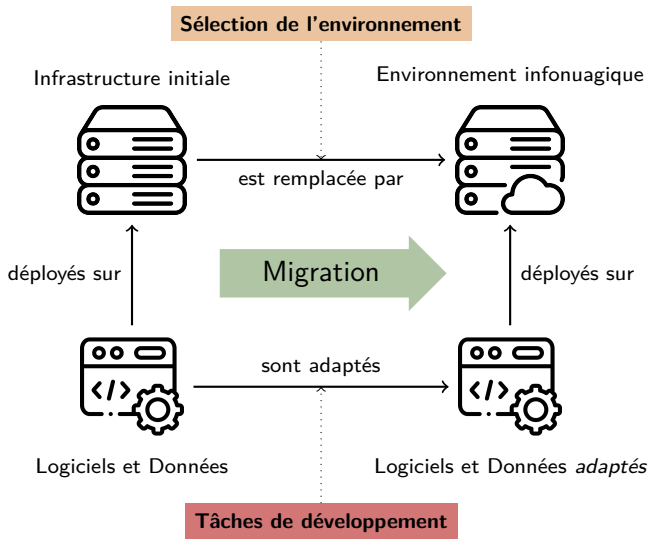 Sélection de l'environnement
Infrastructure initiale
Environnement infonuagique
est remplacée par
déployés sur
Migration
déployés sur
</>
sont adaptés
</>
Logiciels et Données
Logiciels et Données adaptés
Tâches de développement